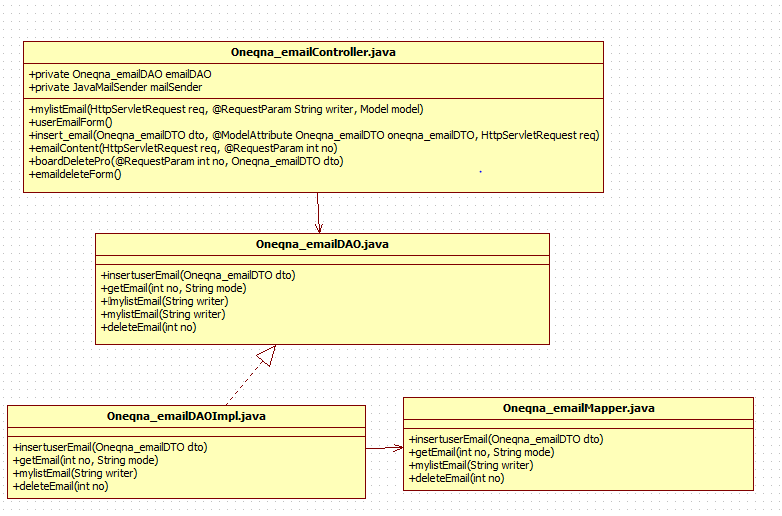 Oneqna_emailController.java
+private Oneqna_emailDAO emailDAO
+private JavaMailSender mailSender
+mylistEmail(HttpServletRequest req, @RequestParam String writer, Model model)
+userEmailForm()
+insert_email(Oneqna_emailDTO dto, @ModelAttribute Oneqna_emailDTO oneqna_emailDTO, HttpServletRequest req)
+emailContent(HttpServletRequest req, @RequestParam int no)
+boardDeletePro(@RequestParam int no, Oneqna_emailDTO dto)
+emaildeleteForm()
Oneqna_emailDAO.java
+insertuserEmail(Oneqna_emailDTO dto)
+getEmail(int no, String mode)
+mylistEmail(String writer)
+mylistEmail(String writer)
+deleteEmail(int no)
Oneqna_emailDAOImpl.java
+insertuserEmail(Oneqna_emailDTO dto)
+getEmail(int no, String mode)
+mylistEmail(String writer)
+deleteEmail(int no)
Oneqna_emailMapper.java
+insertuserEmail(Oneqna_emailDTO dto)
+getEmail(int no, String mode)
+mylistEmail(String writer)
+deleteEmail(int no)